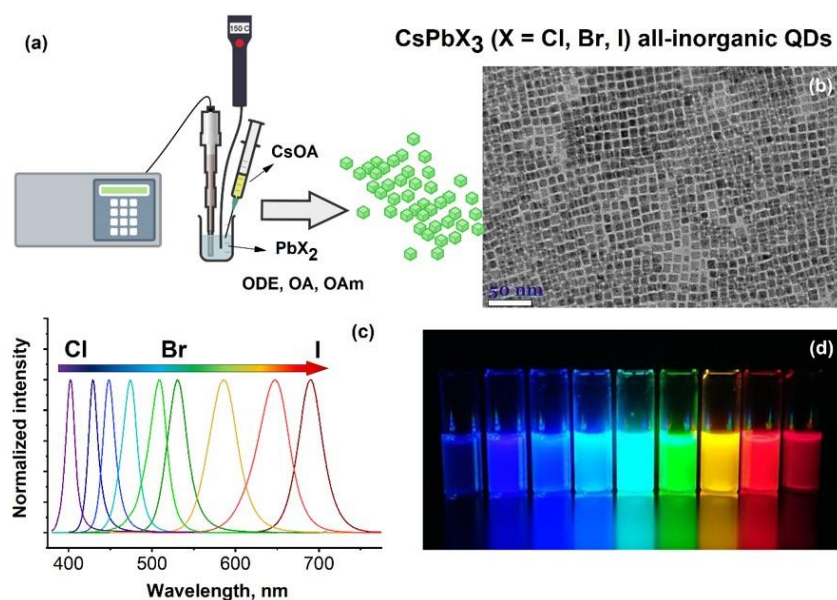 (a)
150 C
CsPbX3 (X = Cl, Br, I) all-inorganic QDs
(b)
CsOA
PbX2
ODE, OA, OAm
50 nm
(c)
Cl Br I
Normalized intensity
400 500 600 700
Wavelength, nm
(d)